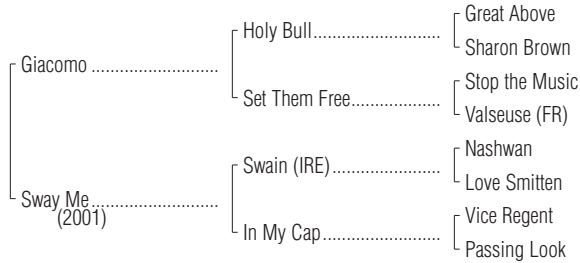 Great Above
Holy Bull
Sharon Brown
Giacomo
Stop the Music
Set Them Free
Valseuse (FR)
Nashwan
Swain (IRE)
Love Smitten
Sway Me
(2001)
Vice Regent
In My Cap
Passing Look